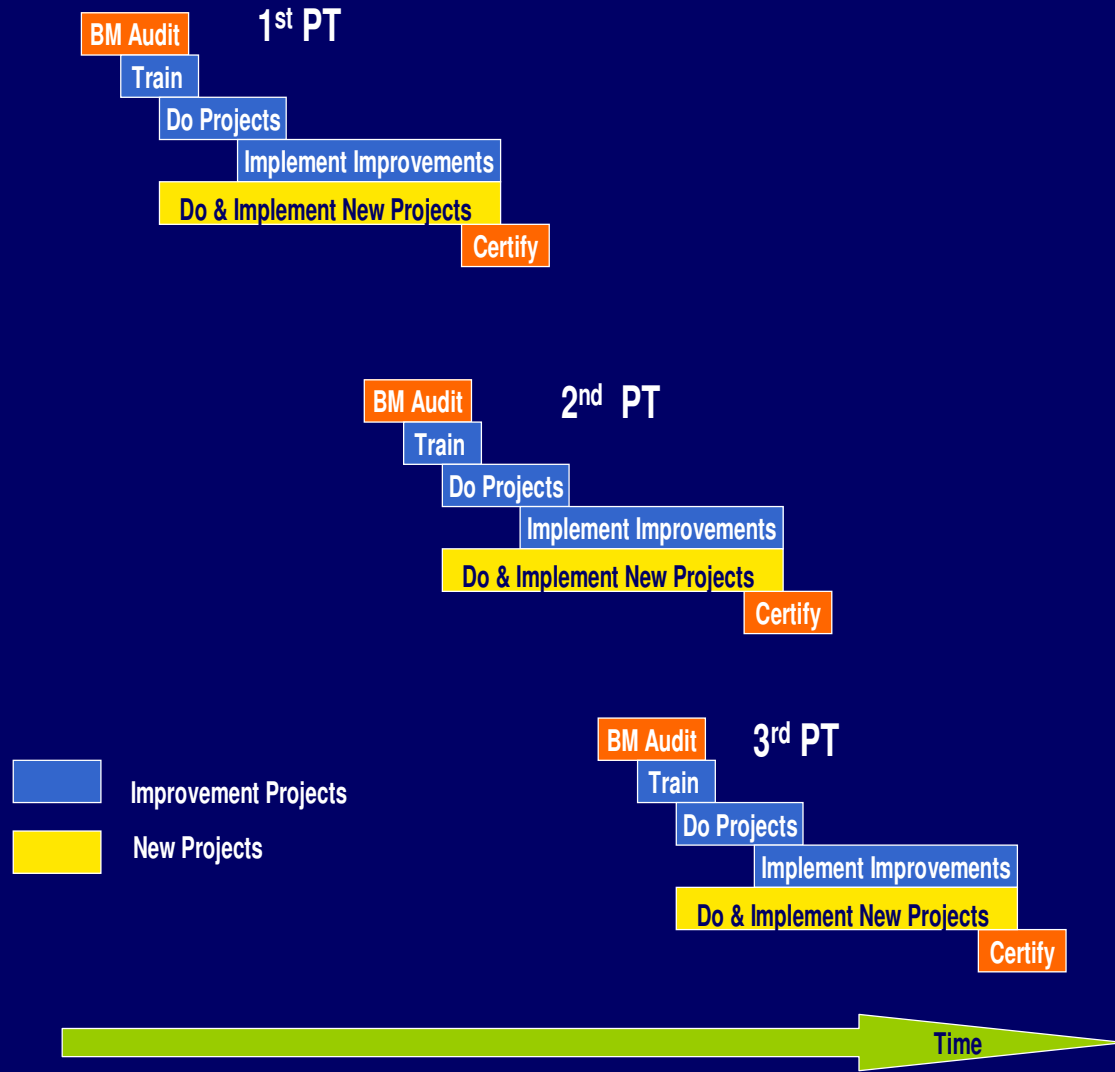 1st PT
BM Audit
Train
Do Projects
Implement Improvements
Do & Implement New Projects
Certify
2nd PT
BM Audit
Train
Do Projects
Implement Improvements
Do & Implement New Projects
Certify
3rd PT
BM Audit
Train
Do Projects
Implement Improvements
Do & Implement New Projects
Certify
Improvement Projects
New Projects
Time